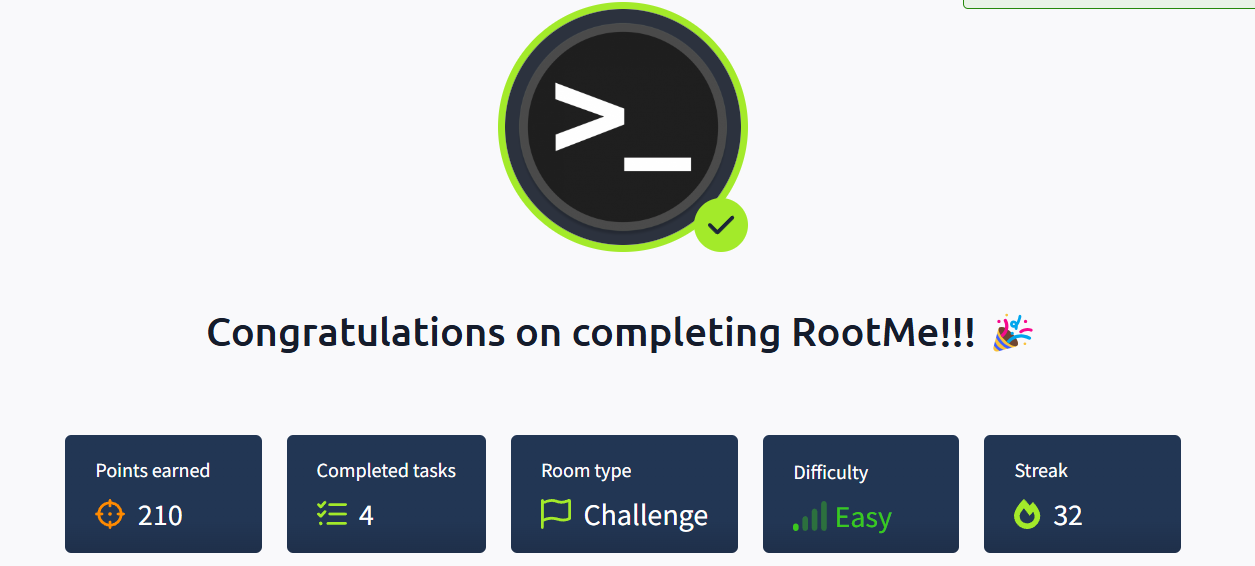 >_
Congratulations on completing RootMe!!! 🎉
Points earned
210
Completed tasks
4
Room type
Challenge
Difficulty
Easy
Streak
32